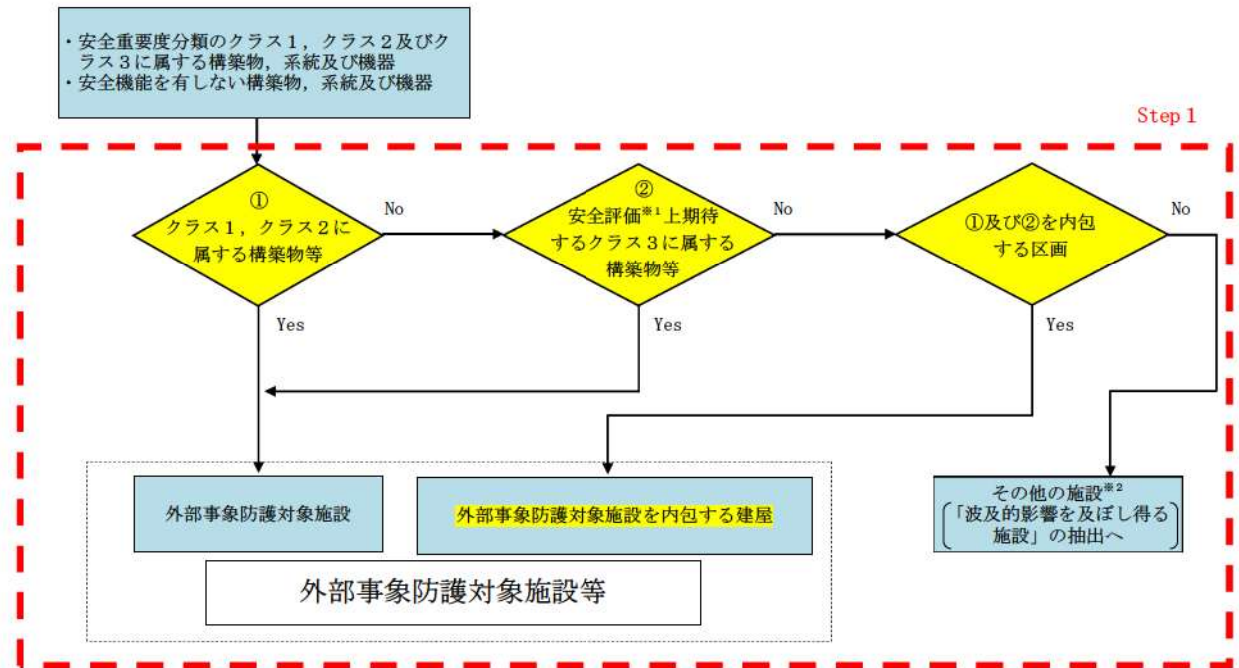 ・安全重要度分類のクラス1，クラス2及びク
ラス3に属する構築物，系統及び機器
・安全機能を有しない構築物，系統及び機器
Step 1
①
クラス1，クラス2に
属する構築物等
No
②
安全評価※1上期待
するクラス3に属する
構築物等
No
①及び②を内包
する区画
No
Yes
Yes
Yes
外部事象防護対象施設
外部事象防護対象施設を内包する建屋
その他の施設※2
「波及的影響を及ぼし得る
施設」の抽出へ
外部事象防護対象施設等